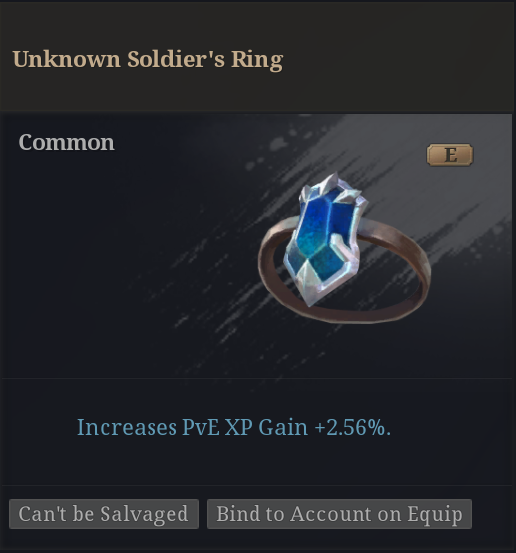 Unknown Soldier's Ring
Common
E
Increases PvE XP Gain +2.56%.
Can't be Salvaged
Bind to Account on Equip